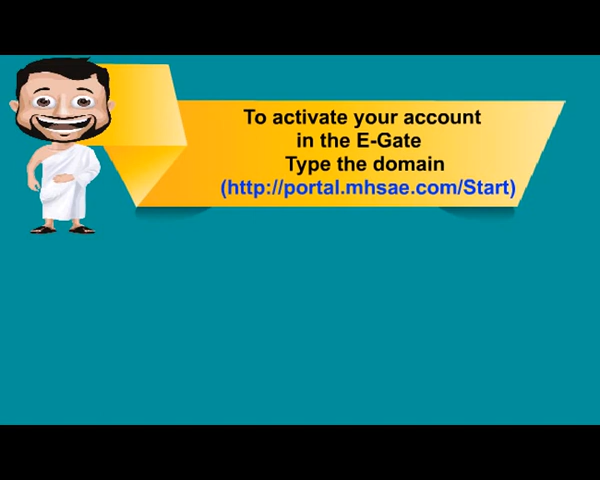 To activate your account
in the E-Gate
Type the domain
(http://portal.mhsae.com/Start)